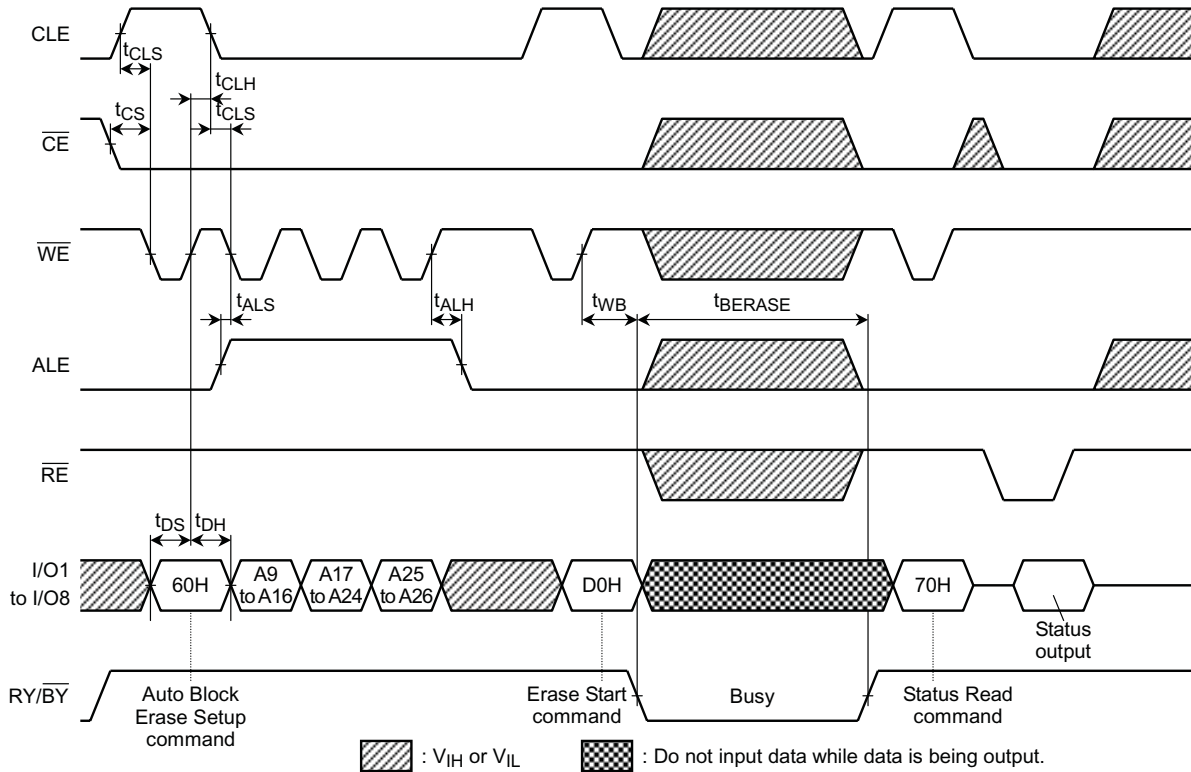 CLE
tCLS
tCLH
tCS
tCLS
CE
WE
tALS
tALH
tWB
tBERASE
ALE
RE
tDS
tDH
I/O1
to I/O8
60H
A9
to A16
A17
to A24
A25
to A26
D0H
70H
Status
output
RY/BY
Auto Block
Erase Setup
command
Erase Start
command
Busy
Status Read
command
: VIH or VIL
: Do not input data while data is being output.